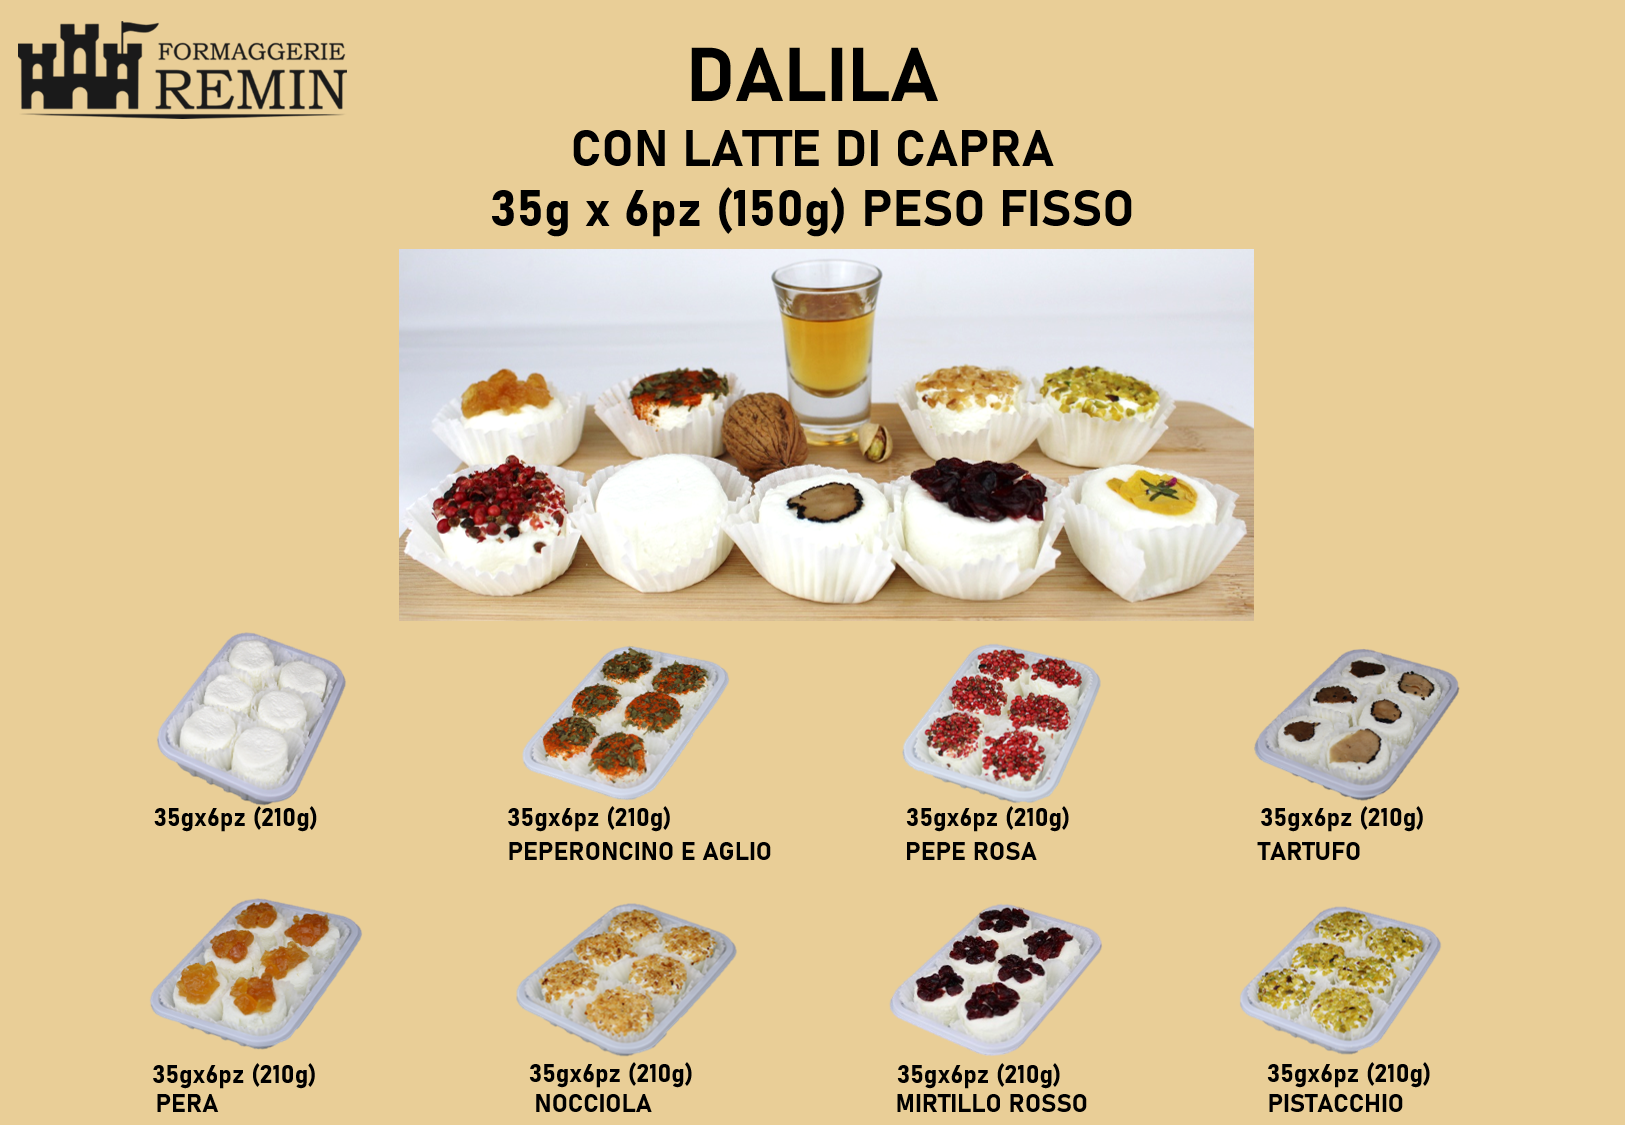 FORMAGGERIE
REMIN
DALILA
CON LATTE DI CAPRA
35g x 6pz (150g) PESO FISSO
35gx6pz (210g)
35gx6pz (210g)
PEPERONCINO E AGLIO
35gx6pz (210g)
PEPE ROSA
35gx6pz (210g)
TARTUFO
35gx6pz (210g)
PERA
35gx6pz (210g)
NOCCIOLA
35gx6pz (210g)
MIRTILLO ROSSO
35gx6pz (210g)
PISTACCHIO